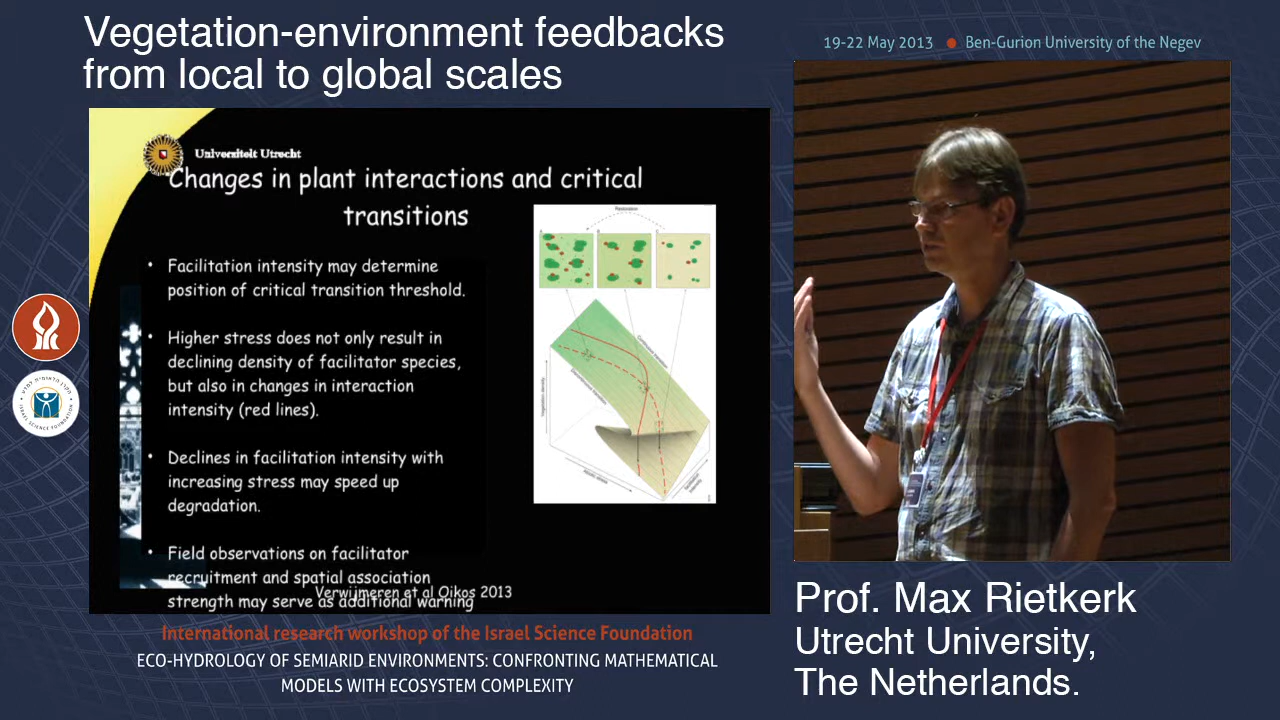 Vegetation-environment feedbacks
from local to global scales
19-22 May 2013 ● Ben-Gurion University of the Negev
Universiteit Utrecht
Changes in plant interactions and critical
transitions
• Facilitation intensity may determine
position of critical transition threshold.
• Higher stress does not only result in
declining density of facilitator species,
but also in changes in interaction
intensity (red lines).
• Declines in facilitation intensity with
increasing stress may speed up
degradation.
• Field observations on facilitator
recruitment and spatial association
strength may serve as additional warning
Verwijmeren et al Oikos 2013
Restoration
ISRAEL SCIENCE FOUNDATION
International research workshop of the Israel Science Foundation
ECO-HYDROLOGY OF SEMIARID ENVIRONMENTS: CONFRONTING MATHEMATICAL
MODELS WITH ECOSYSTEM COMPLEXITY
Prof. Max Rietkerk
Utrecht University,
The Netherlands.